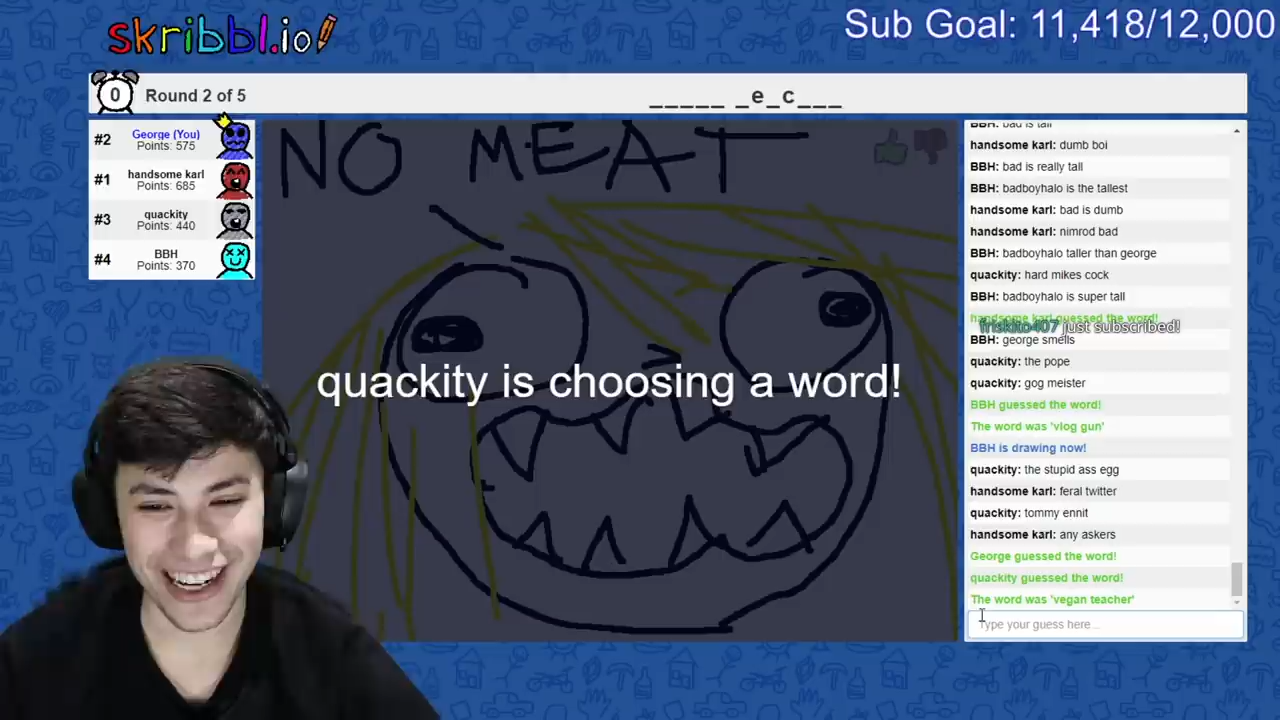 skribbl.io
Sub Goal: 11,418/12,000
0
Round 2 of 5
_____ _e_c___
#2
George (You)
Points: 575
#1
handsome karl
Points: 685
#3
quackity
Points: 440
#4
BBH
Points: 370
NO MEAT
quackity is choosing a word!
BBH: bad is tall
handsome karl: dumb boi
BBH: bad is really tall
BBH: badboyhalo is the tallest
handsome karl: bad is dumb
handsome karl: nimrod bad
BBH: badboyhalo taller than george
quackity: hard mikes cock
BBH: badboyhalo is super tall
handsome karl guessed the word!
friskito407 just subscribed!
BBH: george smells
quackity: the pope
quackity: gog meister
BBH guessed the word!
The word was 'vlog gun'
BBH is drawing now!
quackity: the stupid ass egg
handsome karl: feral twitter
quackity: tommy ennit
handsome karl: any askers
George guessed the word!
quackity guessed the word!
The word was 'vegan teacher'
Type your guess here...